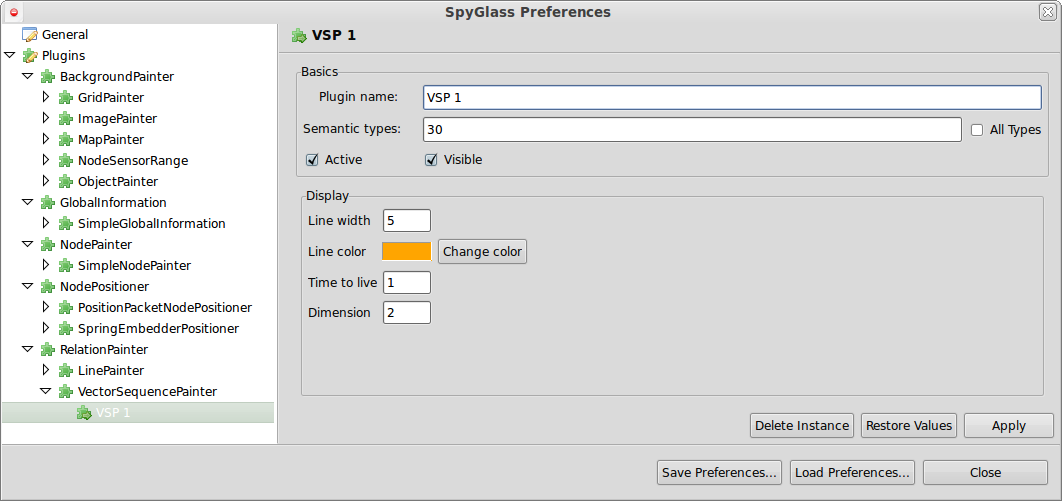 SpyGlass Preferences
General
Plugins
BackgroundPainter
GridPainter
ImagePainter
MapPainter
NodeSensorRange
ObjectPainter
GlobalInformation
SimpleGlobalInformation
NodePainter
SimpleNodePainter
NodePositioner
PositionPacketNodePositioner
SpringEmbedderPositioner
RelationPainter
LinePainter
VectorSequencePainter
VSP 1
VSP 1
Basics
Plugin name: VSP 1
Semantic types: 30 All Types
Active Visible
Display
Line width 5
Line color Change color
Time to live 1
Dimension 2
Delete Instance Restore Values Apply
Save Preferences... Load Preferences... Close